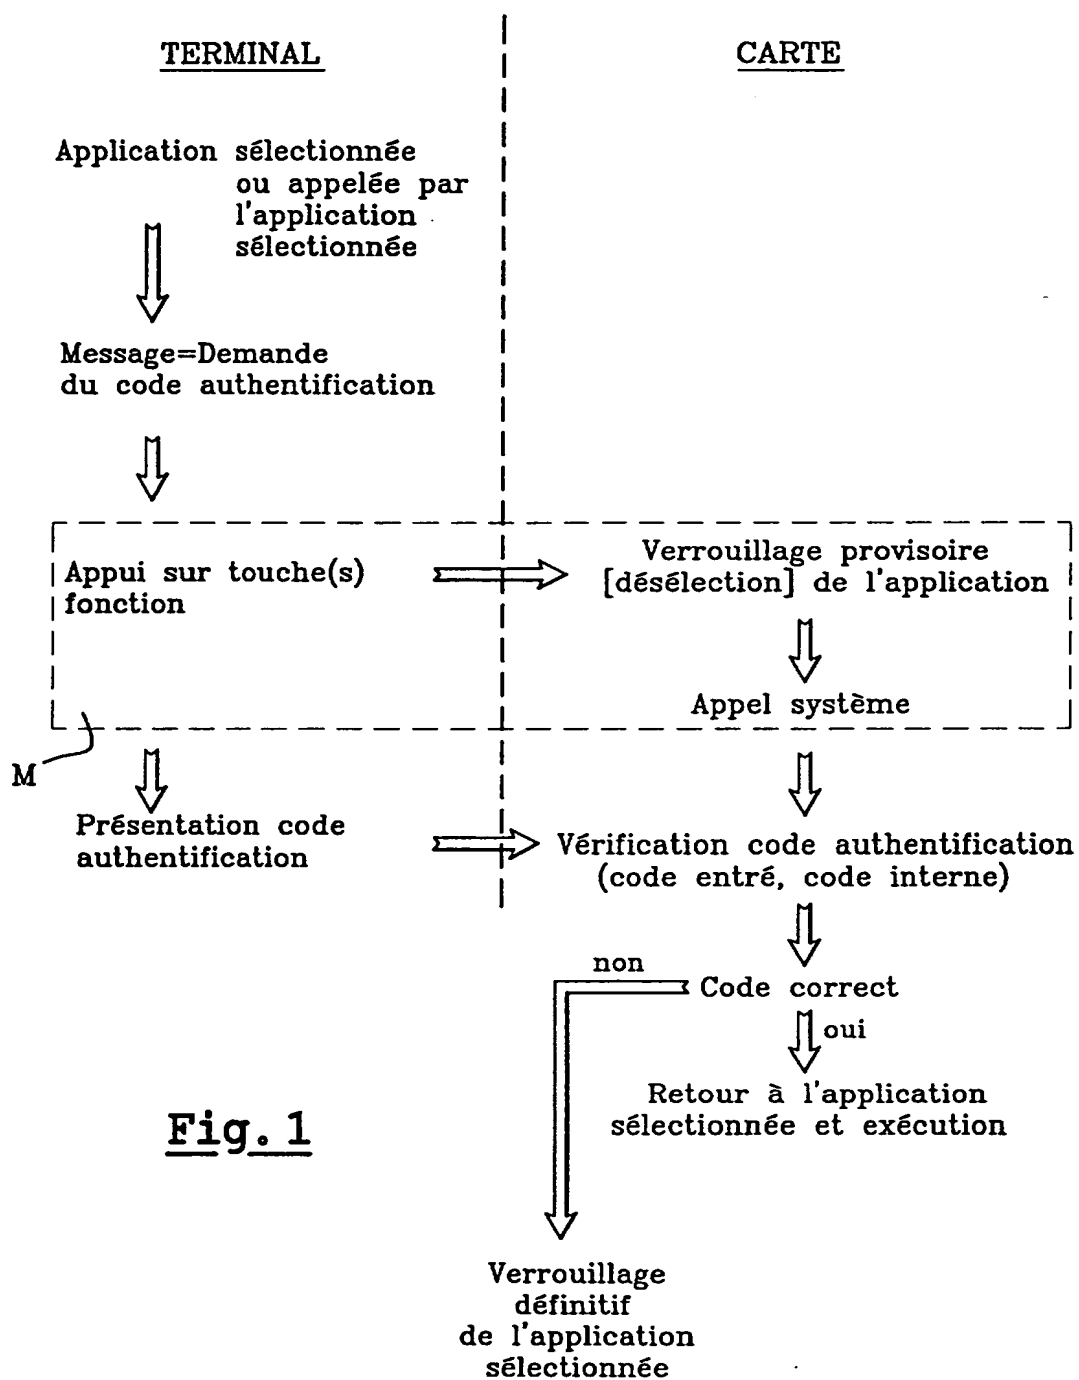 TERMINAL
CARTE
Application sélectionnée
ou appelée par
l'application
sélectionnée
Message=Demande
du code authentification
Appui sur touche(s)
fonction
Verrouillage provisoire
[désélection] de l'application
Appel système
M
Présentation code
authentification
Vérification code authentification
(code entré, code interne)
non
Code correct
oui
Retour à l'application
sélectionnée et exécution
Fig. 1
Verrouillage
définitif
de l'application
sélectionnée